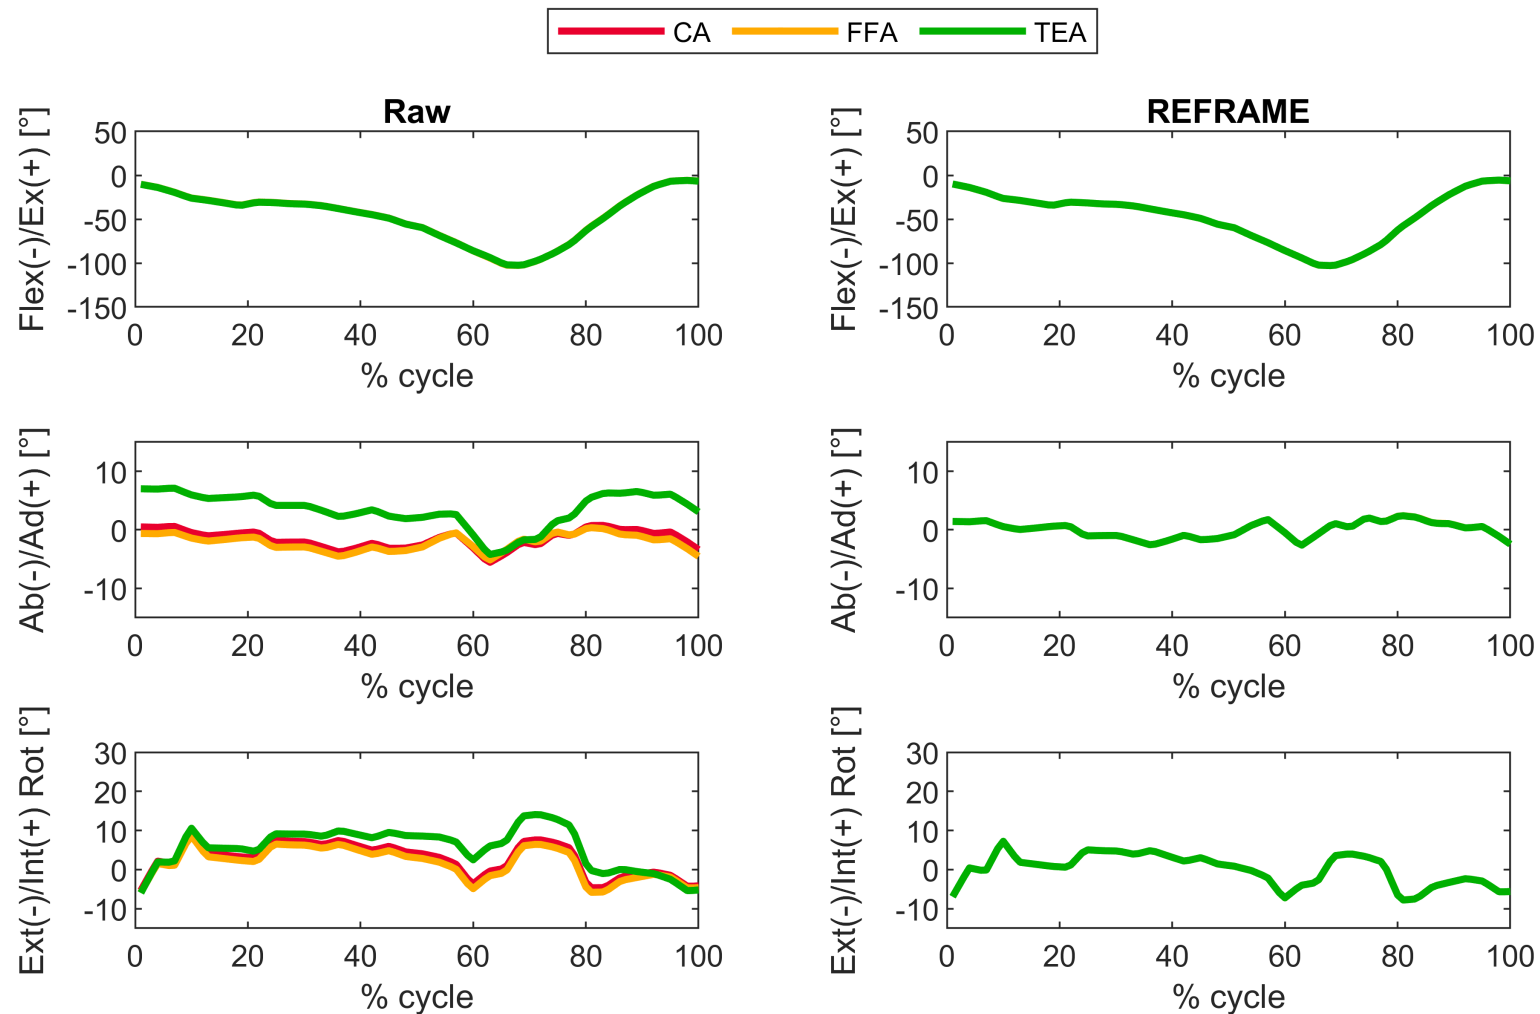 CA FFA TEA
Raw
Flex(-)/Ex(+) [°]
50
0
-50
-100
-150
0 20 40 60 80 100
% cycle
REFRAME
Flex(-)/Ex(+) [°]
50
0
-50
-100
-150
0 20 40 60 80 100
% cycle
Ab(-)/Ad(+) [°]
10
0
-10
0 20 40 60 80 100
% cycle
Ab(-)/Ad(+) [°]
10
0
-10
0 20 40 60 80 100
% cycle
Ext(-)/Int(+) Rot [°]
30
20
10
0
-10
0 20 40 60 80 100
% cycle
Ext(-)/Int(+) Rot [°]
30
20
10
0
-10
0 20 40 60 80 100
% cycle